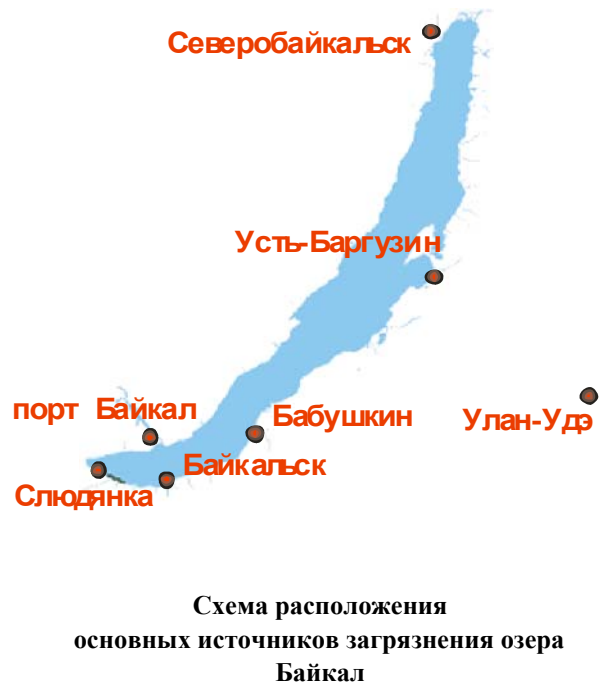 Северобайкальск
Усть-Баргузин
порт Байкал
Бабушкин
Улан-Удэ
Байкальск
Слюдянка
Схема расположения
основных источников загрязнения озера
Байкал